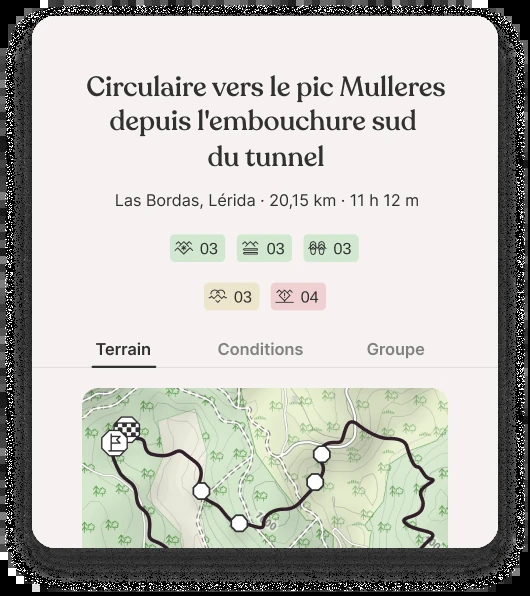 Circulaire vers le pic Mulleres
depuis l'embouchure sud
du tunnel
Las Bordas, Lérida · 20,15 km · 11 h 12 m
03 03 03
03 04
Terrain Conditions Groupe